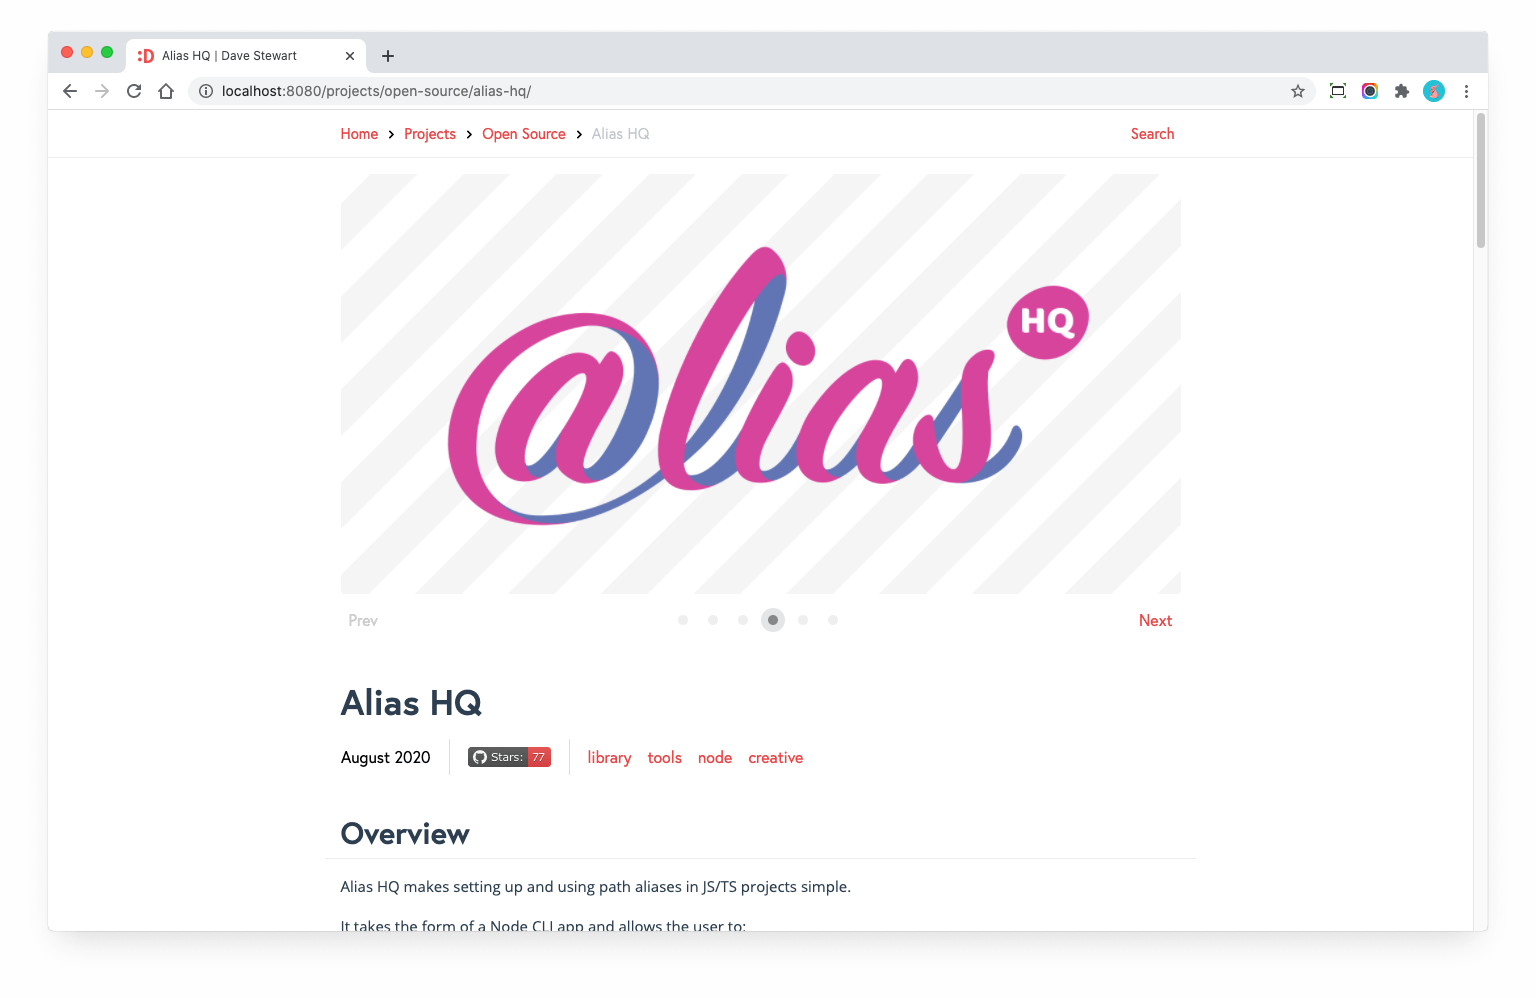 :D Alias HQ | Dave Stewart
localhost:8080/projects/open-source/alias-hq/
Home > Projects > Open Source > Alias HQ Search
@lias HQ
Prev Next
Alias HQ
August 2020 Stars: 77 library tools node creative
Overview
Alias HQ makes setting up and using path aliases in JS/TS projects simple.
It takes the form of a Node CLI app and allows the user to: